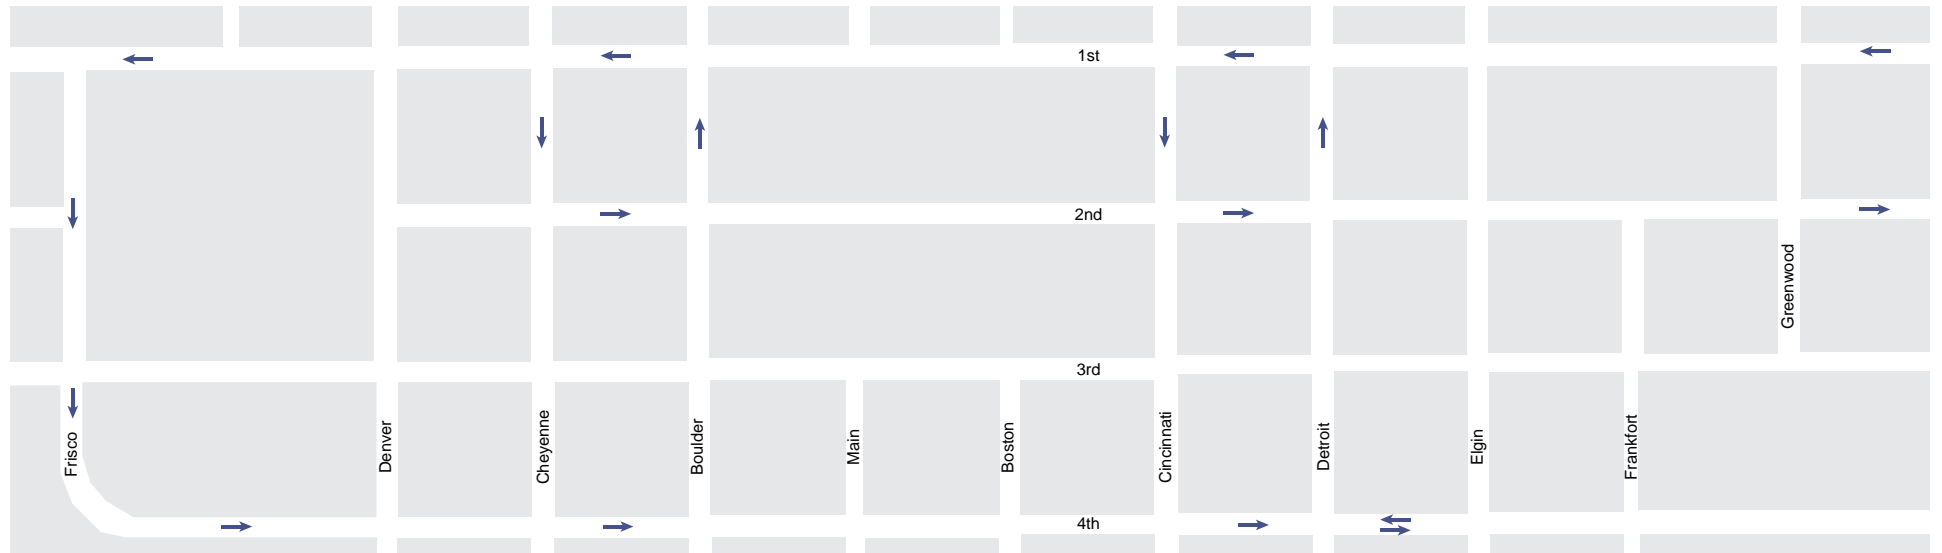 1st
2nd
Greenwood
3rd
Frisco
Denver
Cheyenne
Boulder
Main
Boston
Cincinnati
Detroit
Elgin
Frankfort
4th